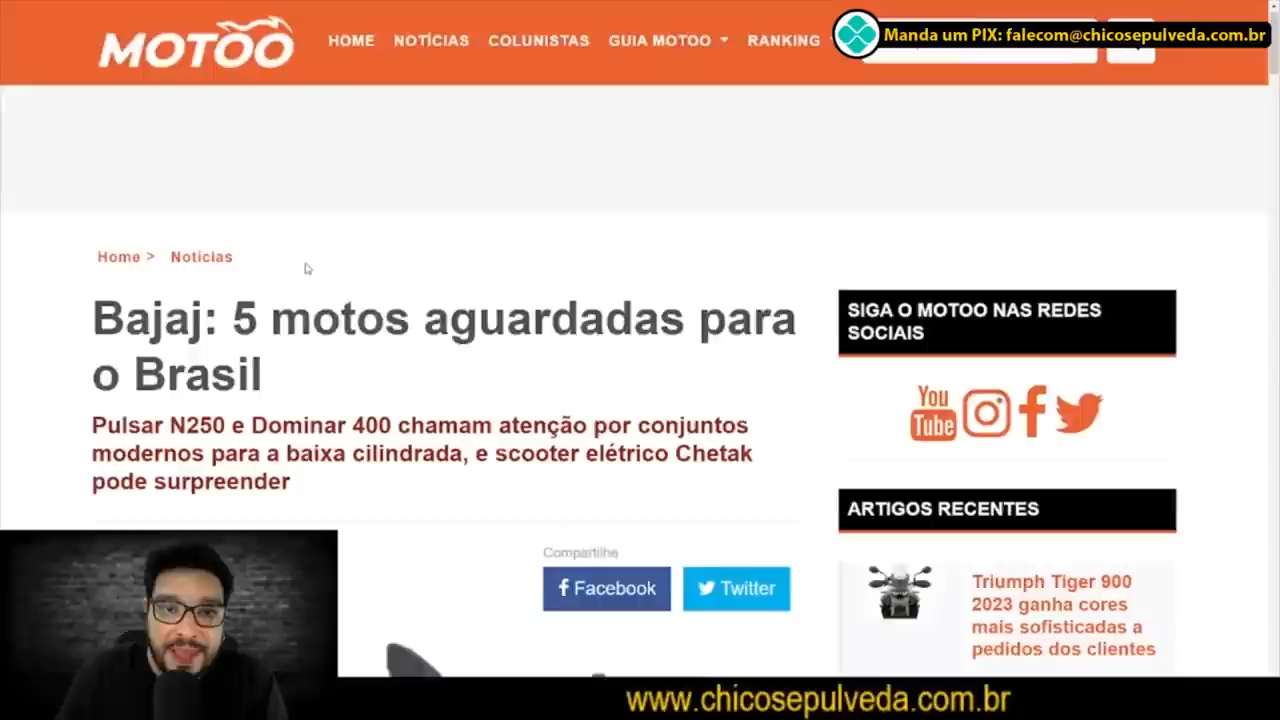 MOTOO
HOME NOTÍCIAS COLUNISTAS GUIA MOTOO RANKING
Manda um PIX: falecom@chicosepulveda.com.br
Home > Notícias
Bajaj: 5 motos aguardadas para
o Brasil
Pulsar N250 e Dominar 400 chamam atenção por conjuntos
modernos para a baixa cilindrada, e scooter elétrico Chetak
pode surpreender
Compartilhe
Facebook
Twitter
SIGA O MOTOO NAS REDES
SOCIAIS
You
Tube
ARTIGOS RECENTES
Triumph Tiger 900
2023 ganha cores
mais sofisticadas a
pedidos dos clientes
www.chicosepulveda.com.br